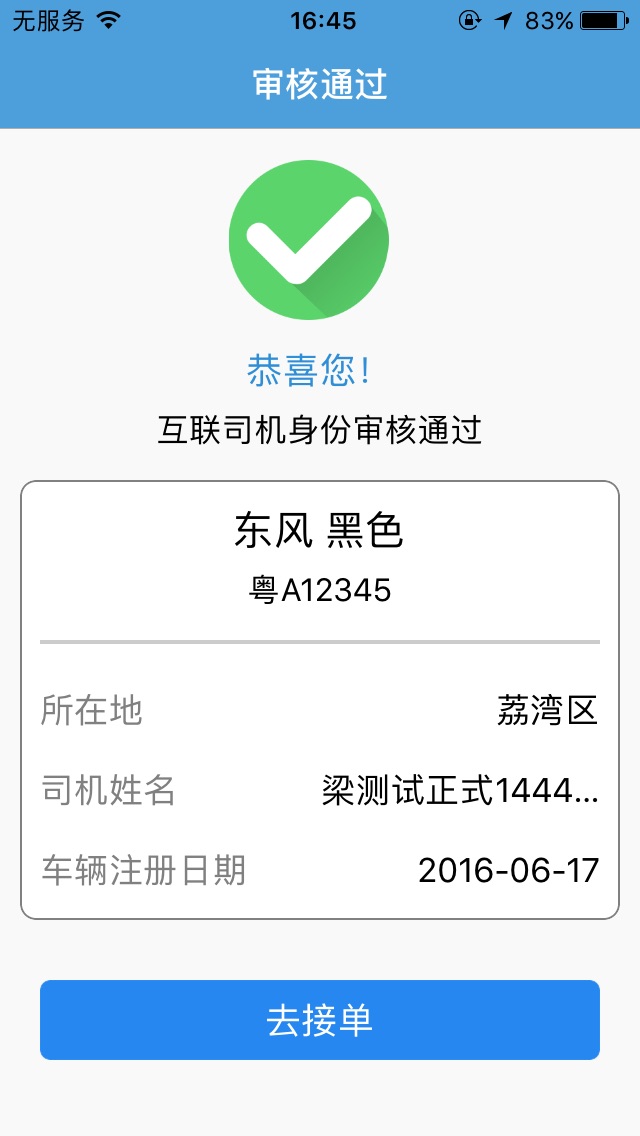 无服务 16:45 83%
审核通过
恭喜您!
互联司机身份审核通过
东风 黑色
粤A12345
所在地 荔湾区
司机姓名 梁测试正式1444...
车辆注册日期 2016-06-17
去接单